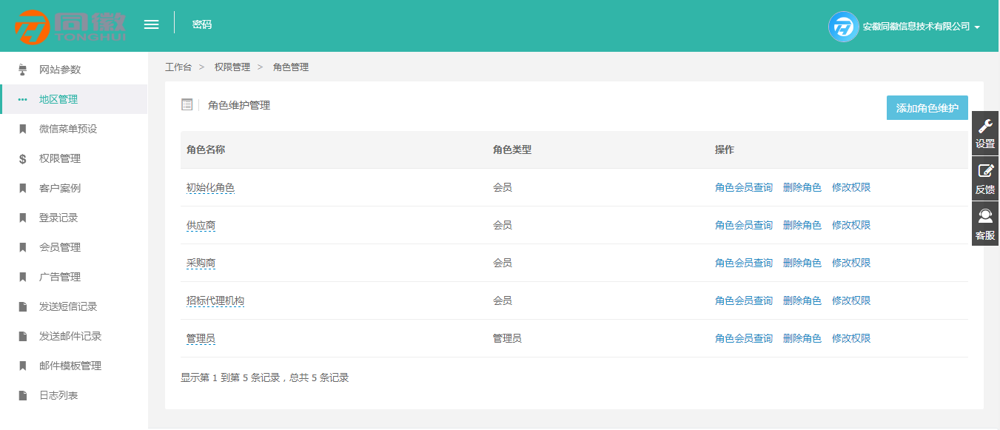 同徽
TONGHUI
密码
安徽同徽信息技术有限公司
网站参数
地区管理
微信菜单预设
权限管理
客户案例
登录记录
会员管理
广告管理
发送短信记录
发送邮件记录
邮件模板管理
日志列表
工作台 > 权限管理 > 角色管理
角色维护管理
添加角色维护
角色名称 角色类型 操作
初始化角色 会员 角色会员查询 删除角色 修改权限
供应商 会员 角色会员查询 删除角色 修改权限
采购商 会员 角色会员查询 删除角色 修改权限
招标代理机构 会员 角色会员查询 删除角色 修改权限
管理员 管理员 角色会员查询 删除角色 修改权限
显示第 1 到第 5 条记录，总共 5 条记录
设置
反馈
客服